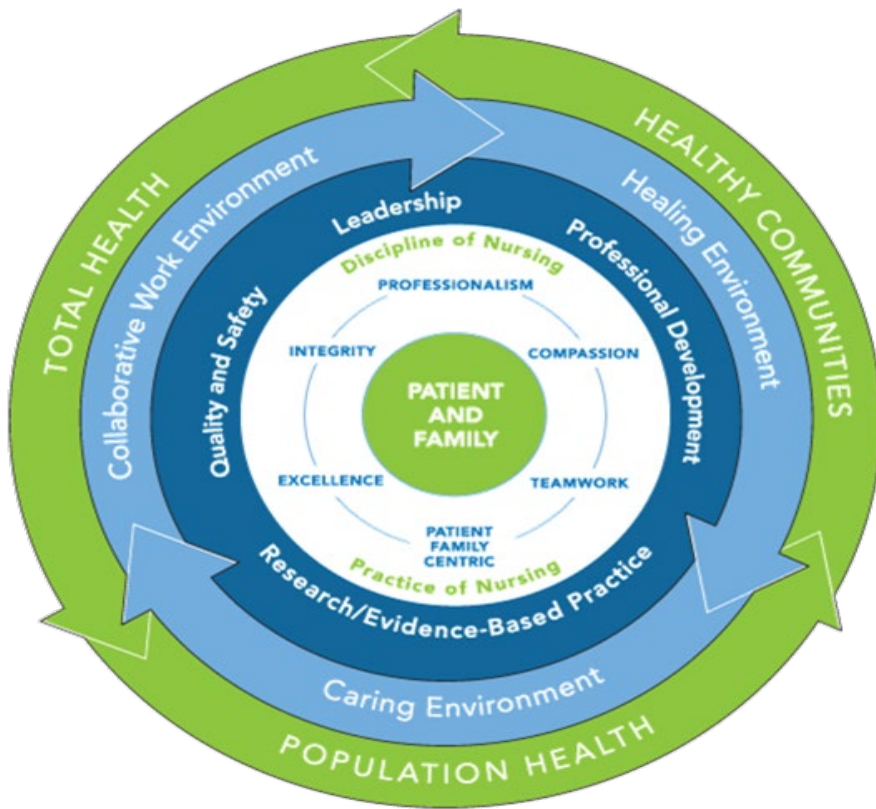 TOTAL HEALTH
HEALTHY COMMUNITIES
POPULATION HEALTH
Collaborative Work Environment
Healing Environment
Caring Environment
Leadership
Professional Development
Quality and Safety
Research/Evidence-Based Practice
Discipline of Nursing
PROFESSIONALISM
INTEGRITY
COMPASSION
PATIENT
AND
FAMILY
EXCELLENCE
TEAMWORK
PATIENT
FAMILY
CENTRIC
Practice of Nursing